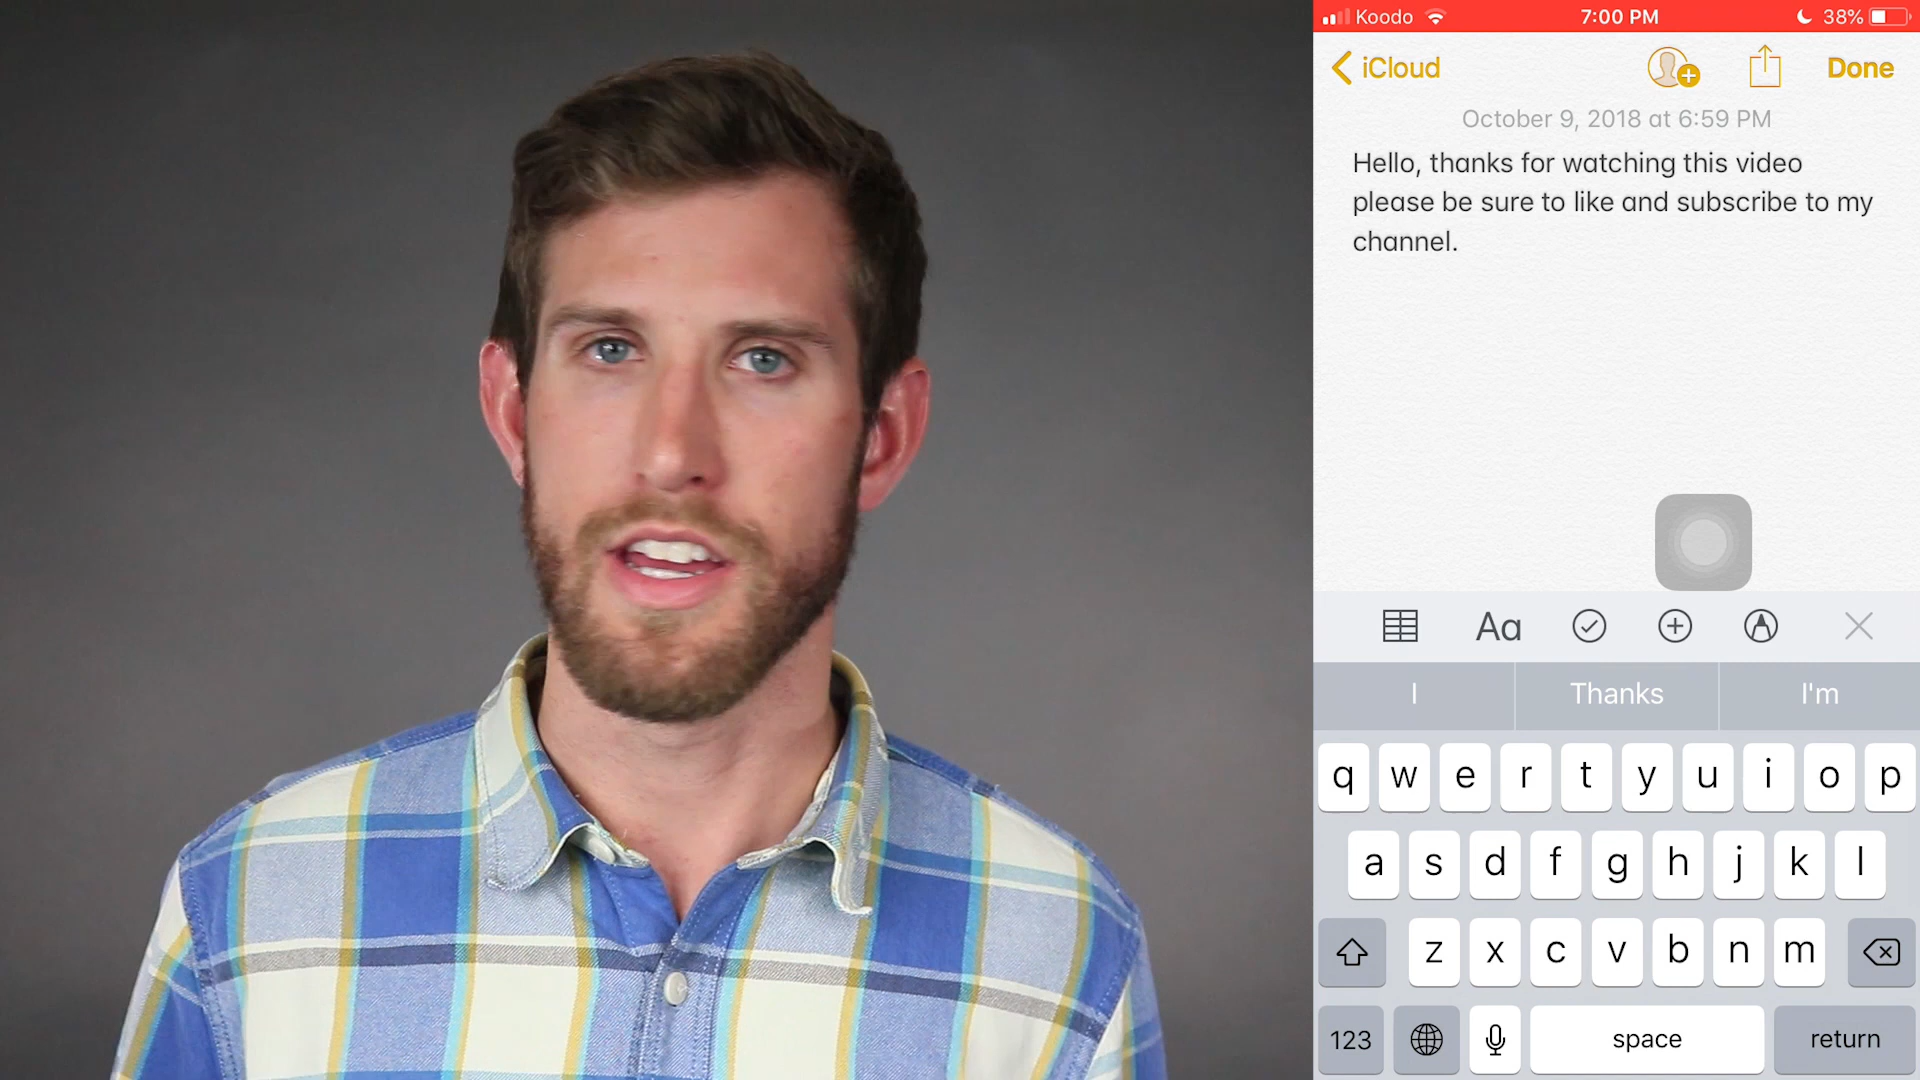 Koodo 7:00 PM 38%
iCloud Done
October 9, 2018 at 6:59 PM
Hello, thanks for watching this video
please be sure to like and subscribe to my
channel.
Aa
I Thanks I'm
q w e r t y u i o p
a s d f g h j k l
z x c v b n m
123 space return